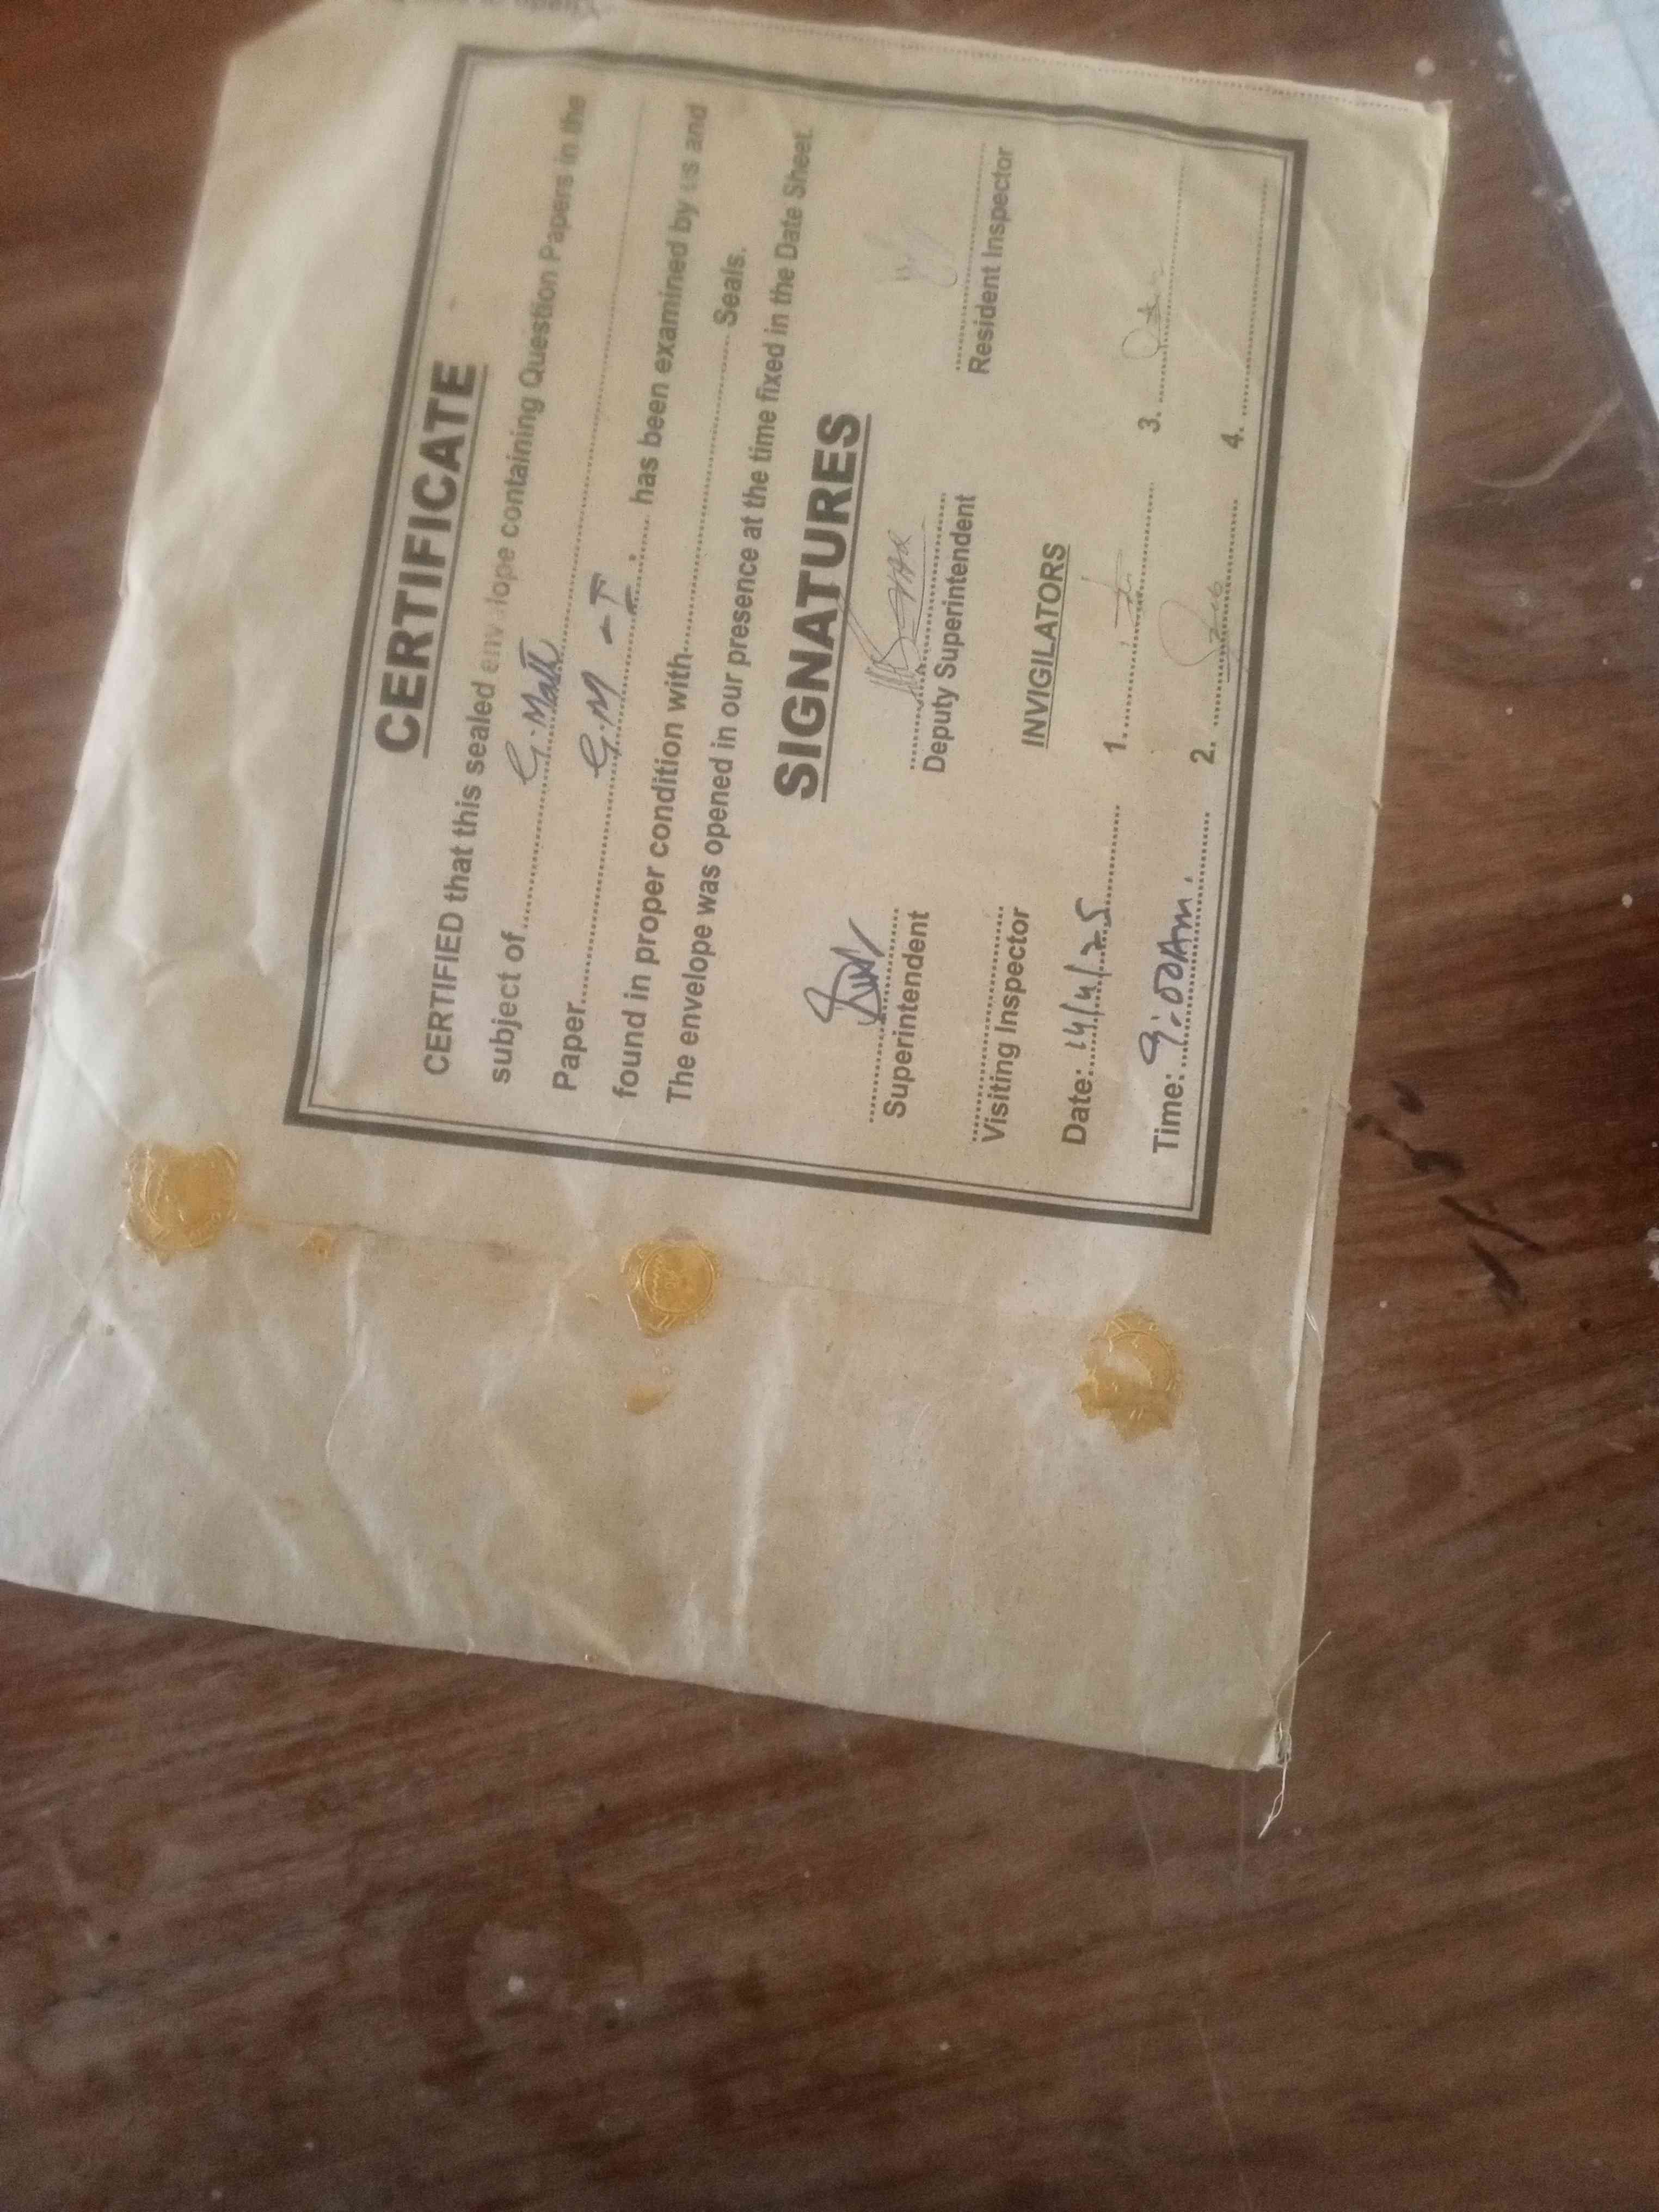 CERTIFICATE
CERTIFIED that this sealed envelope containing Question Papers in the
subject of.......... G. Math ..........
Paper.......... G.M - I .......... has been examined by us and
found in proper condition with.......... Seals.
The envelope was opened in our presence at the time fixed in the Date Sheet.
SIGNATURES
Superintendent
Deputy Superintendent
Resident Inspector
Visiting Inspector
INVIGILATORS
Date: 14/4/25
1.
3.
Time: 9:00Am.
2.
4.